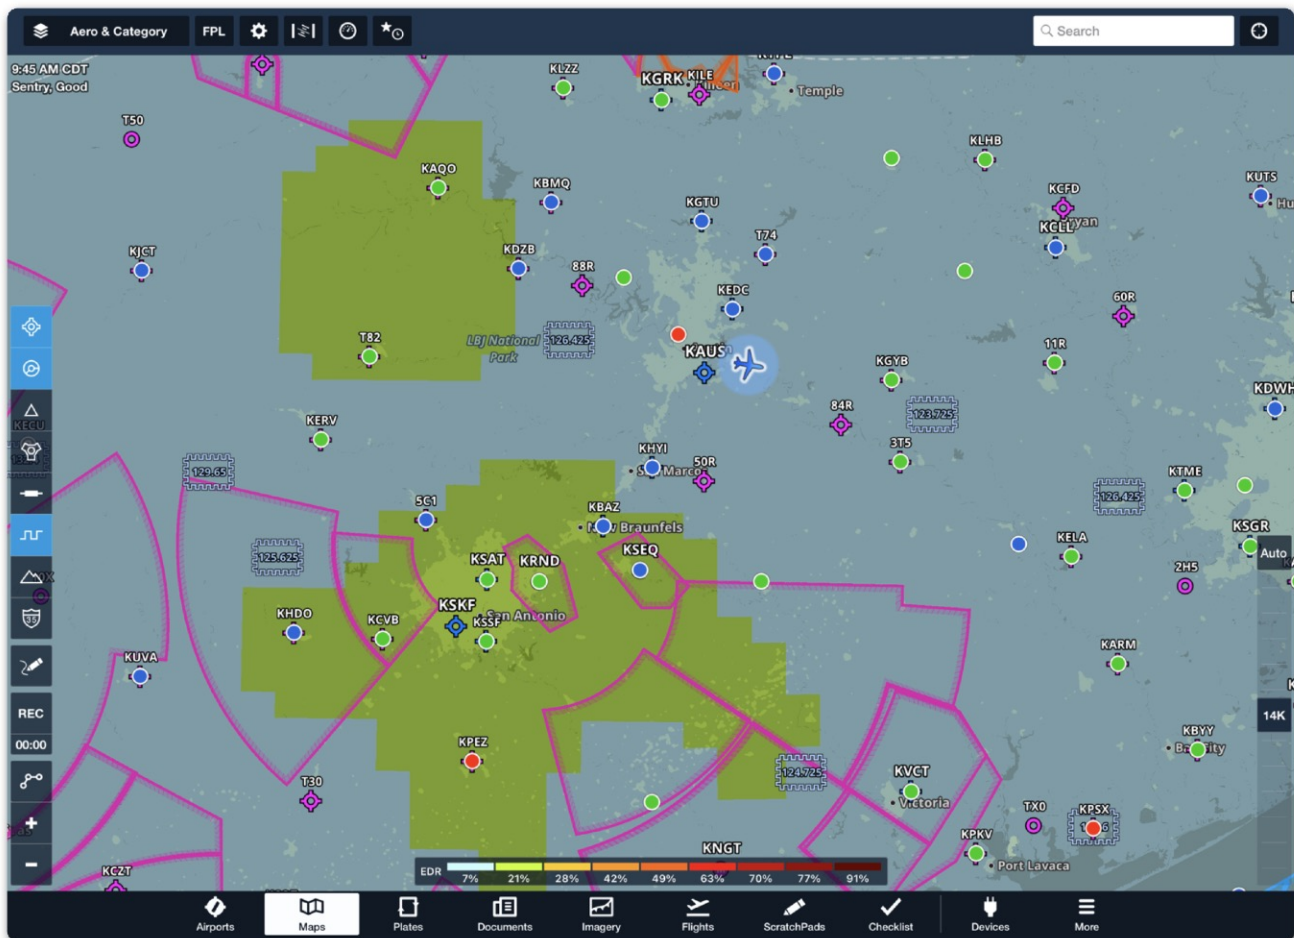 Aero & Category FPL Search
9:45 AM CDT
Sentry, Good
KLZZ
KGRK KILE
Temple
T50
KLHB
KAQO
KBMQ
KCFD
KUTS
KGTU
KCLL
T74
KJCT
KDZB
88R
KEDC
60R
LBJ National
Park
126.425
T82
KAUS
11R
KGYB
KDWH
84R
123.725
KERV
KECU
3T5
KHYI
50R
129.65
KTME
126.425
5C1
KBAZ
New Braunfels
KSGR
KELA
125.625
KSAT KRND KSEQ
Auto
2H5
KSKF
San Antonio
KHDO
KCVB
KSSF
35
KARM
KUVA
REC
14K
00:00
KPEZ
KBYY
124.725
KVCT
Victoria
T30
TX0
KPSX
KPKV
KNGT
Port Lavaca
KCZT
EDR 7% 21% 28% 42% 49% 63% 70% 77% 91%
Airports Maps Plates Documents Imagery Flights ScratchPads Checklist Devices More